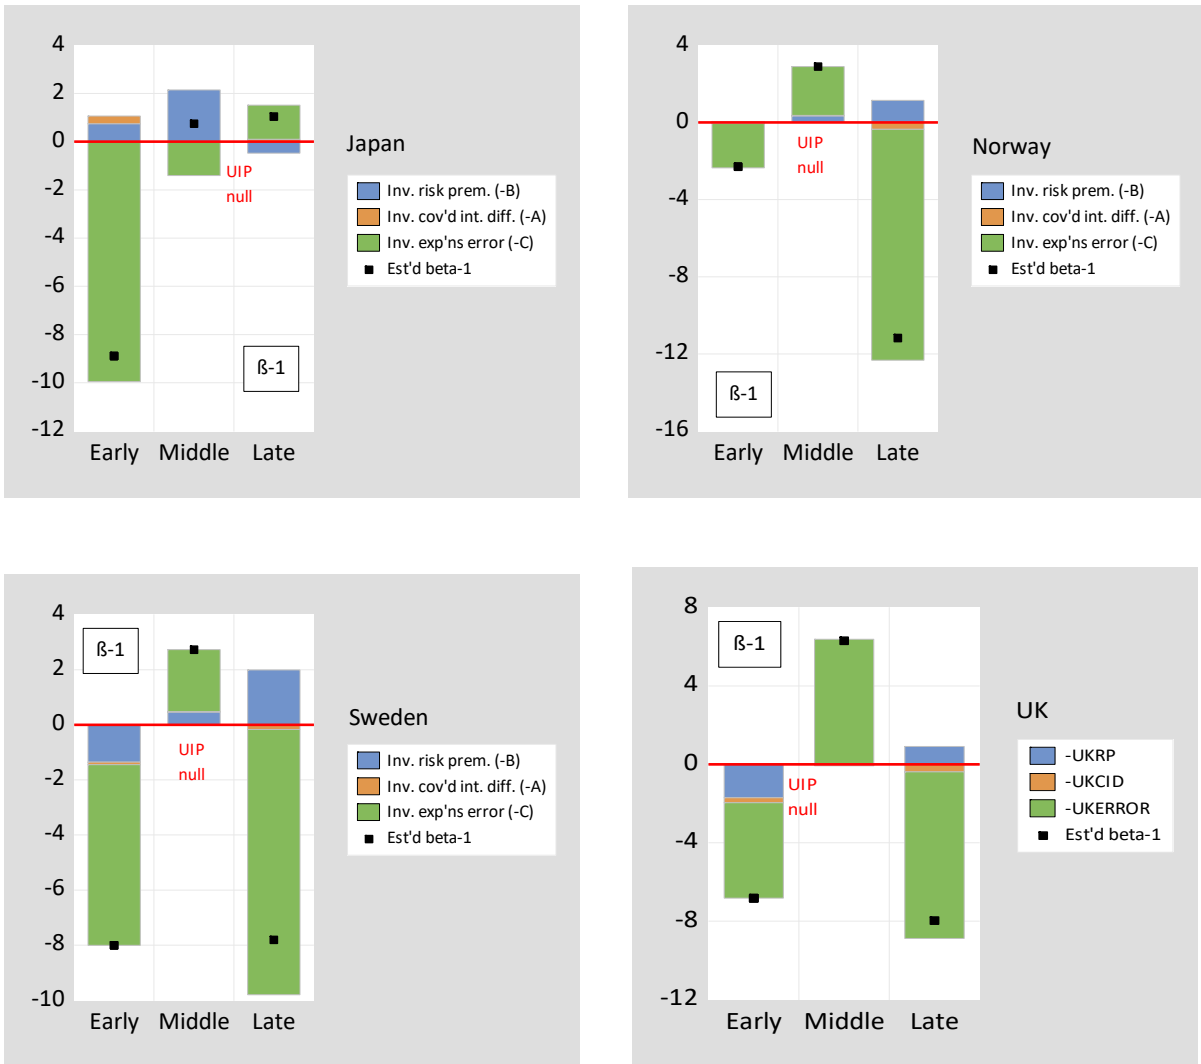 4
2
0
-2
-4
-6
-8
-10
-12
UIP
null
ß-1
Early Middle Late
Japan
Inv. risk prem. (-B)
Inv. cov'd int. diff. (-A)
Inv. exp'ns error (-C)
Est'd beta-1
4
0
-4
-8
-12
-16
UIP
null
ß-1
Early Middle Late
Norway
Inv. risk prem. (-B)
Inv. cov'd int. diff. (-A)
Inv. exp'ns error (-C)
Est'd beta-1
4
2
0
-2
-4
-6
-8
-10
ß-1
UIP
null
Early Middle Late
Sweden
Inv. risk prem. (-B)
Inv. cov'd int. diff. (-A)
Inv. exp'ns error (-C)
Est'd beta-1
8
4
0
-4
-8
-12
ß-1
UIP
null
Early Middle Late
UK
-UKRP
-UKCID
-UKERROR
Est'd beta-1